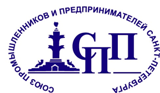 СОЮЗ ПРОМЫШЛЕННИКОВ И ПРЕДПРИНИМАТЕЛЕЙ САНКТ-ПЕТЕРБУРГА
СПП